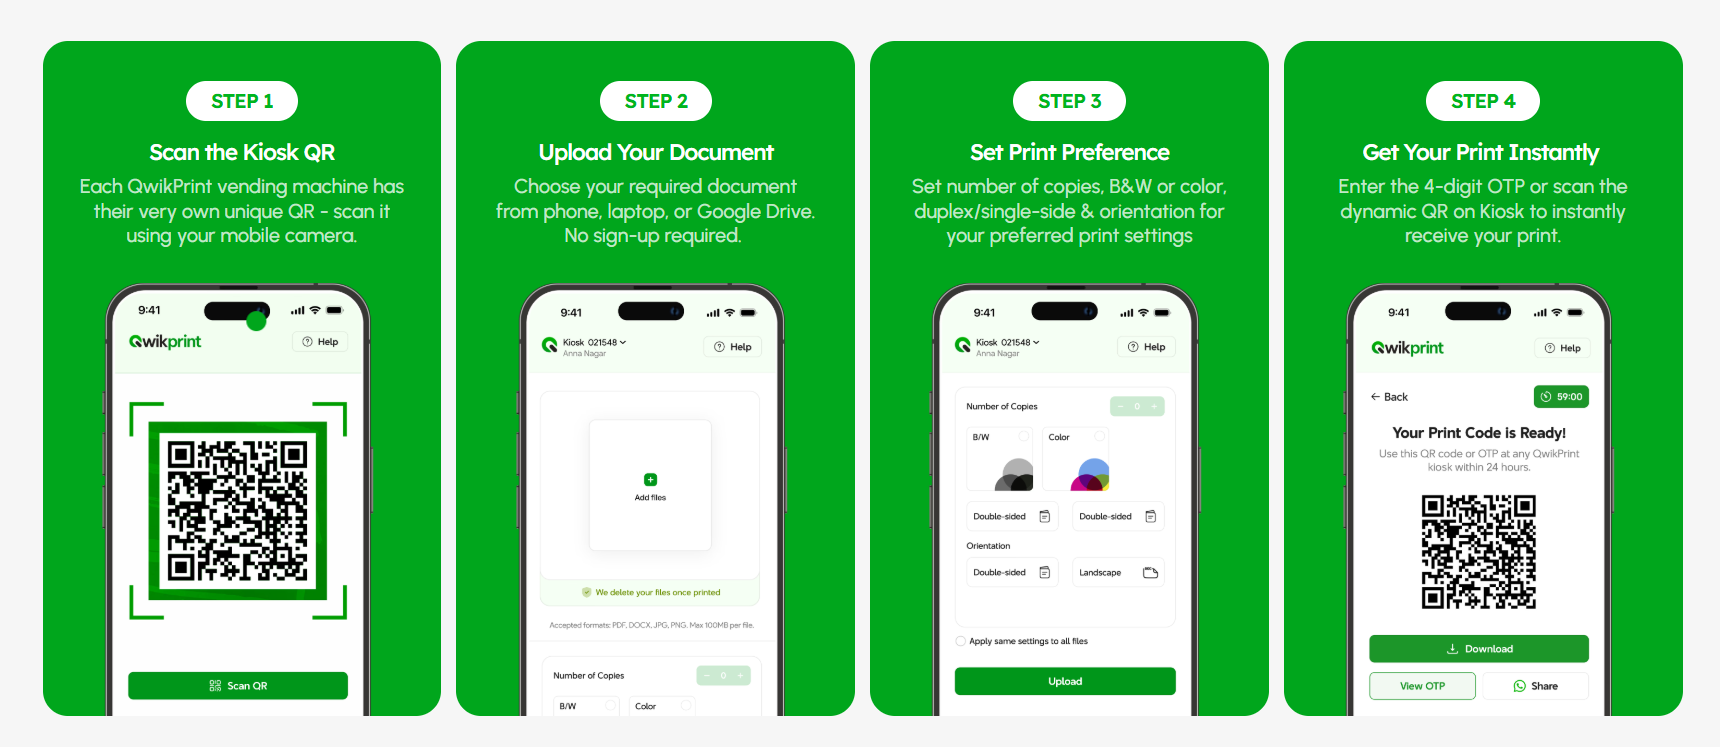 STEP 1
Scan the Kiosk QR
Each QwikPrint vending machine has
their very own unique QR - scan it
using your mobile camera.
9:41
Qwikprint
Help
Scan QR
STEP 2
Upload Your Document
Choose your required document
from phone, laptop, or Google Drive.
No sign-up required.
9:41
Kiosk 021548
Anna Nagar
Help
Add files
We delete your files once printed
Accepted formats: PDF, DOCX, JPG, PNG. Max 100MB per file.
Number of Copies
- 0 +
B/W
Color
STEP 3
Set Print Preference
Set number of copies, B&W or color,
duplex/single-side & orientation for
your preferred print settings
9:41
Kiosk 021548
Anna Nagar
Help
Number of Copies
- 0 +
B/W
Color
Double-sided
Double-sided
Orientation
Double-sided
Landscape
Apply same settings to all files
Upload
STEP 4
Get Your Print Instantly
Enter the 4-digit OTP or scan the
dynamic QR on Kiosk to instantly
receive your print.
9:41
Qwikprint
Help
Back
59:00
Your Print Code is Ready!
Use this QR code or OTP at any QwikPrint
kiosk within 24 hours.
Download
View OTP
Share